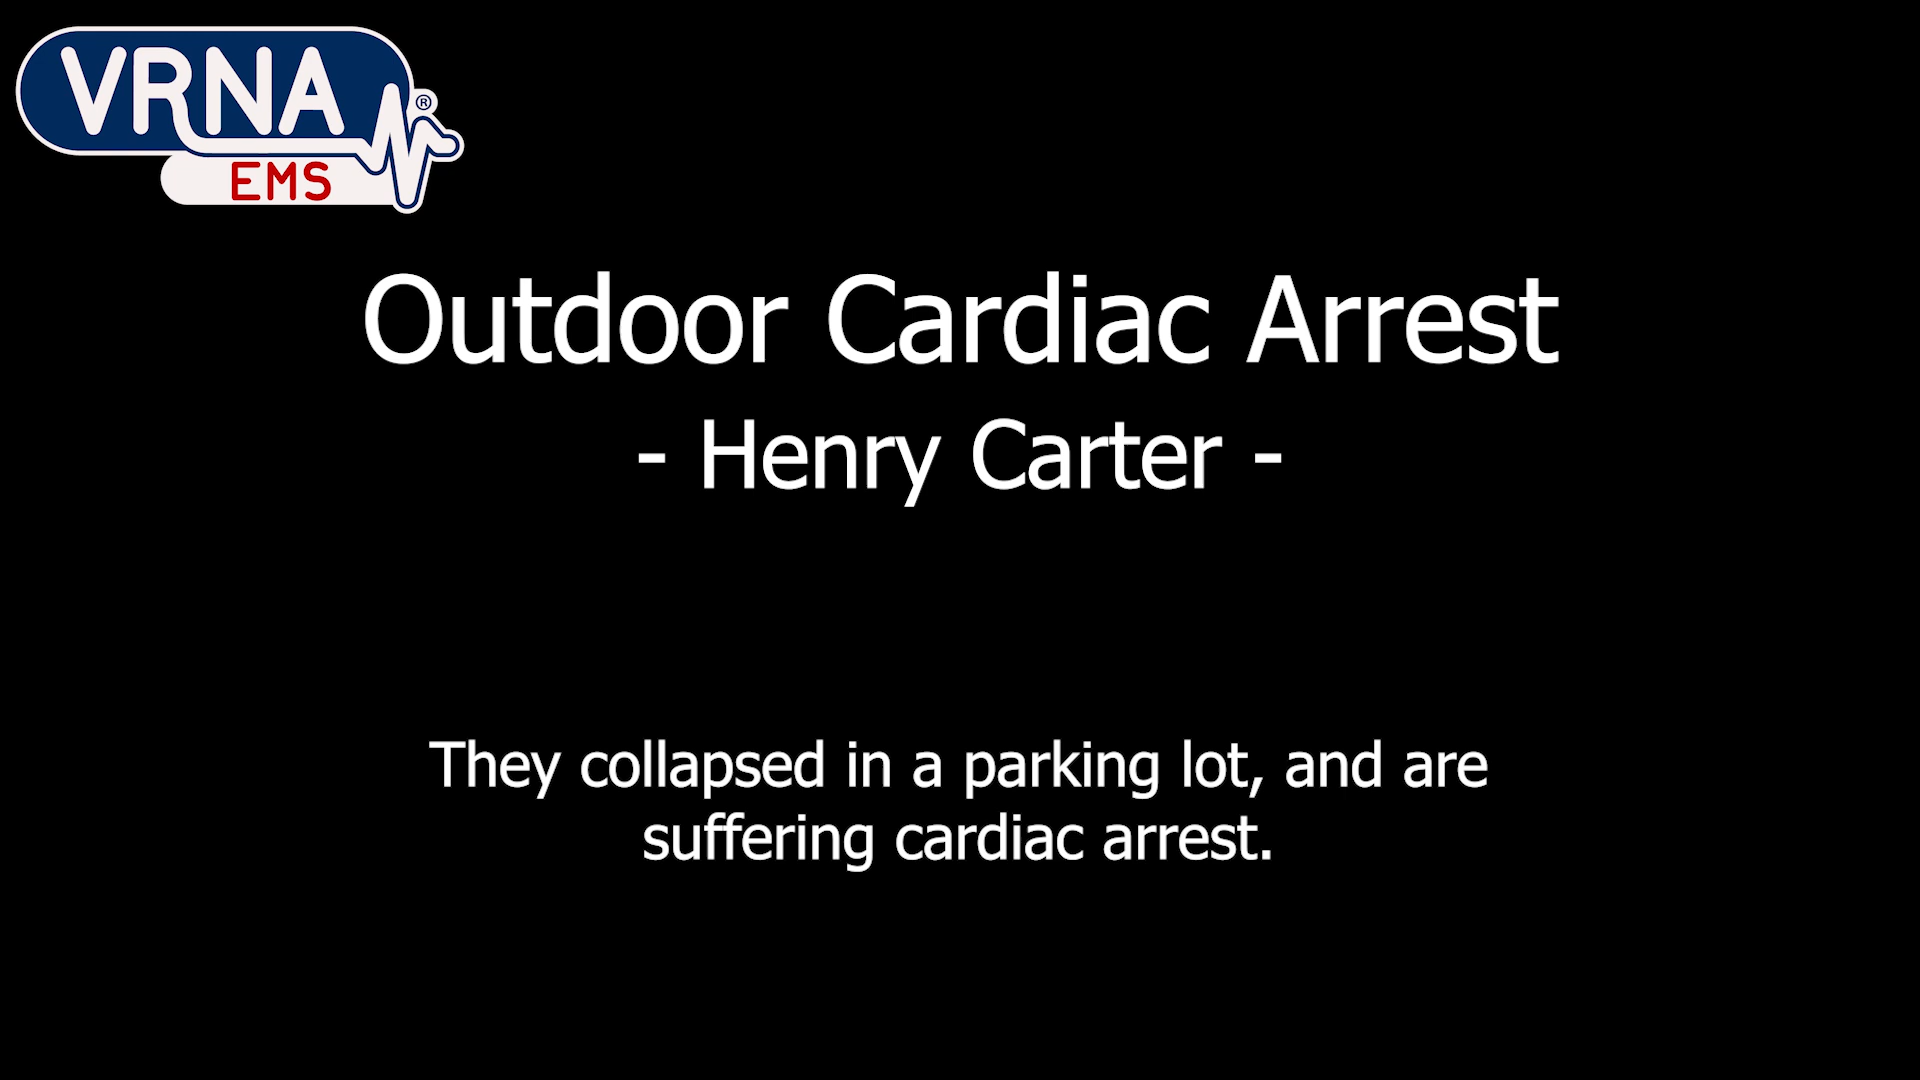 VRNA ®
EMS
Outdoor Cardiac Arrest
- Henry Carter -
They collapsed in a parking lot, and are
suffering cardiac arrest.